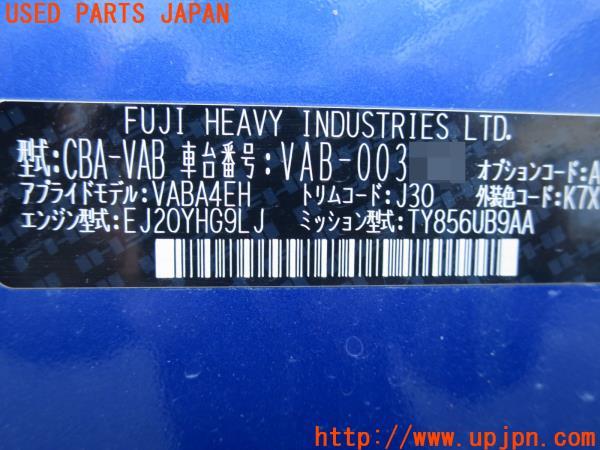 USED PARTS JAPAN
FUJI HEAVY INDUSTRIES LTD.
型式:CBA-VAB 車台番号:VAB-003 オプションコード:A
アプライドモデル:VABA4EH トリムコード:J30 外装色コード:K7X
エンジン型式:EJ20YHG9LJ ミッション型式:TY856UB9AA
http://www.upjpn.com/